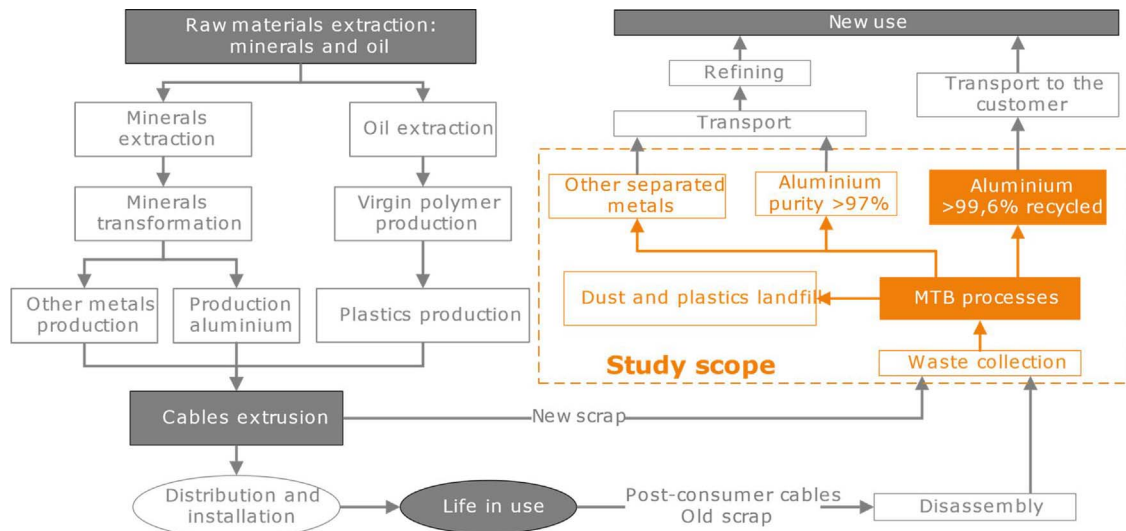 Raw materials extraction:
minerals and oil
Minerals
extraction
Oil extraction
Minerals
transformation
Virgin polymer
production
Other metals
production
Production
aluminium
Plastics production
Cables extrusion
New scrap
Distribution and
installation
Life in use
Post-consumer cables
Old scrap
Disassembly
New use
Refining
Transport to the
customer
Transport
Other separated
metals
Aluminium
purity >97%
Aluminium
>99,6% recycled
Dust and plastics landfill
MTB processes
Study scope
Waste collection